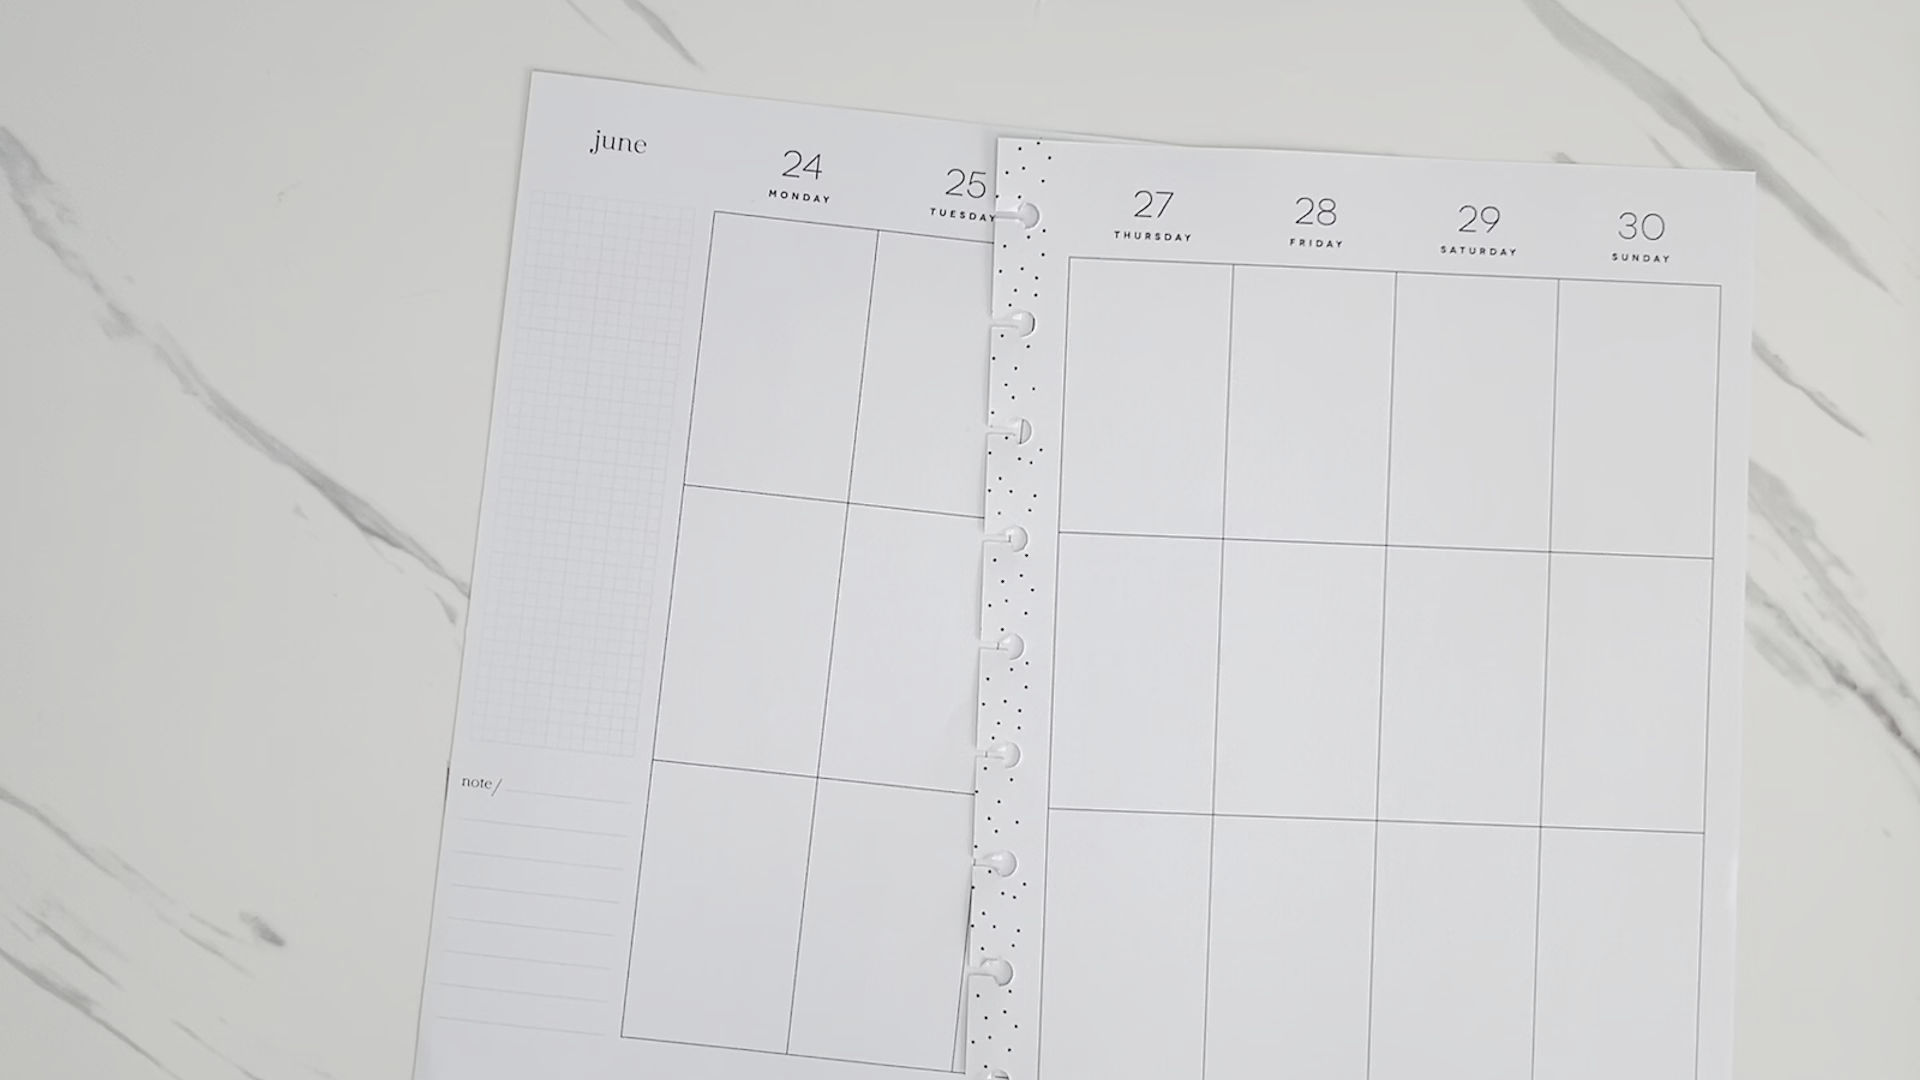 june
24
MONDAY
25
TUESDAY
27
THURSDAY
28
FRIDAY
29
SATURDAY
30
SUNDAY
note/